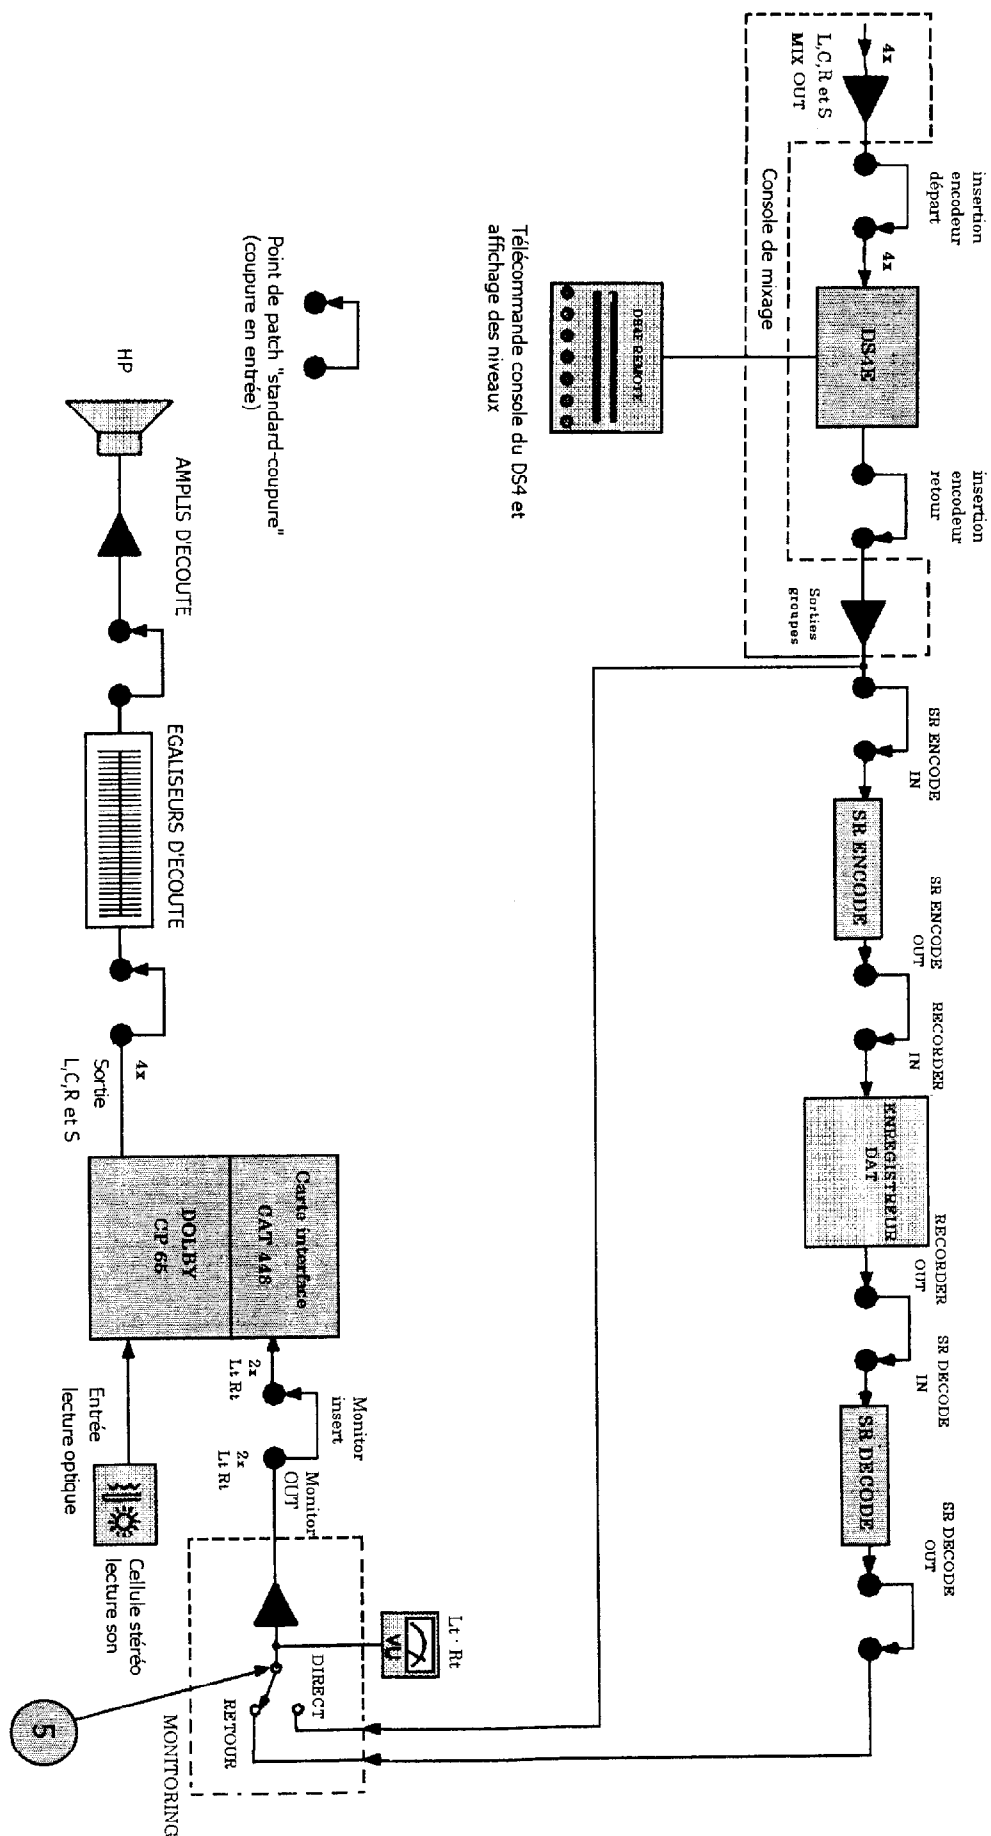 insertion
encodeur
départ
4x
L,C,R et S
MIX OUT
4x
DS4E
Console de mixage
insertion
encodeur
retour
Sorties
groupes
SR ENCODE
IN
SR ENCODE
SR ENCODE
OUT
RECORDER
IN
ENREGISTREUR
DAT
RECORDER
OUT
SR DECODE
IN
SR DECODE
SR DECODE
OUT
REMOTE
Télécommande console du DS4 et
affichage des niveaux
Point de patch "standard-coupure"
(coupure en entrée)
HP
AMPLIS D'ECOUTE
EGALISEURS D'ECOUTE
4x
Sortie
L,C,R et S
Carte interface
CAT 448
DOLBY
CP 65
2x
Lt Rt
Monitor
insert
2x
Lt Rt
Monitor
OUT
Lt · Rt
VU
DIRECT
RETOUR
MONITORING
Entrée
lecture optique
Cellule stéréo
lecture son
5